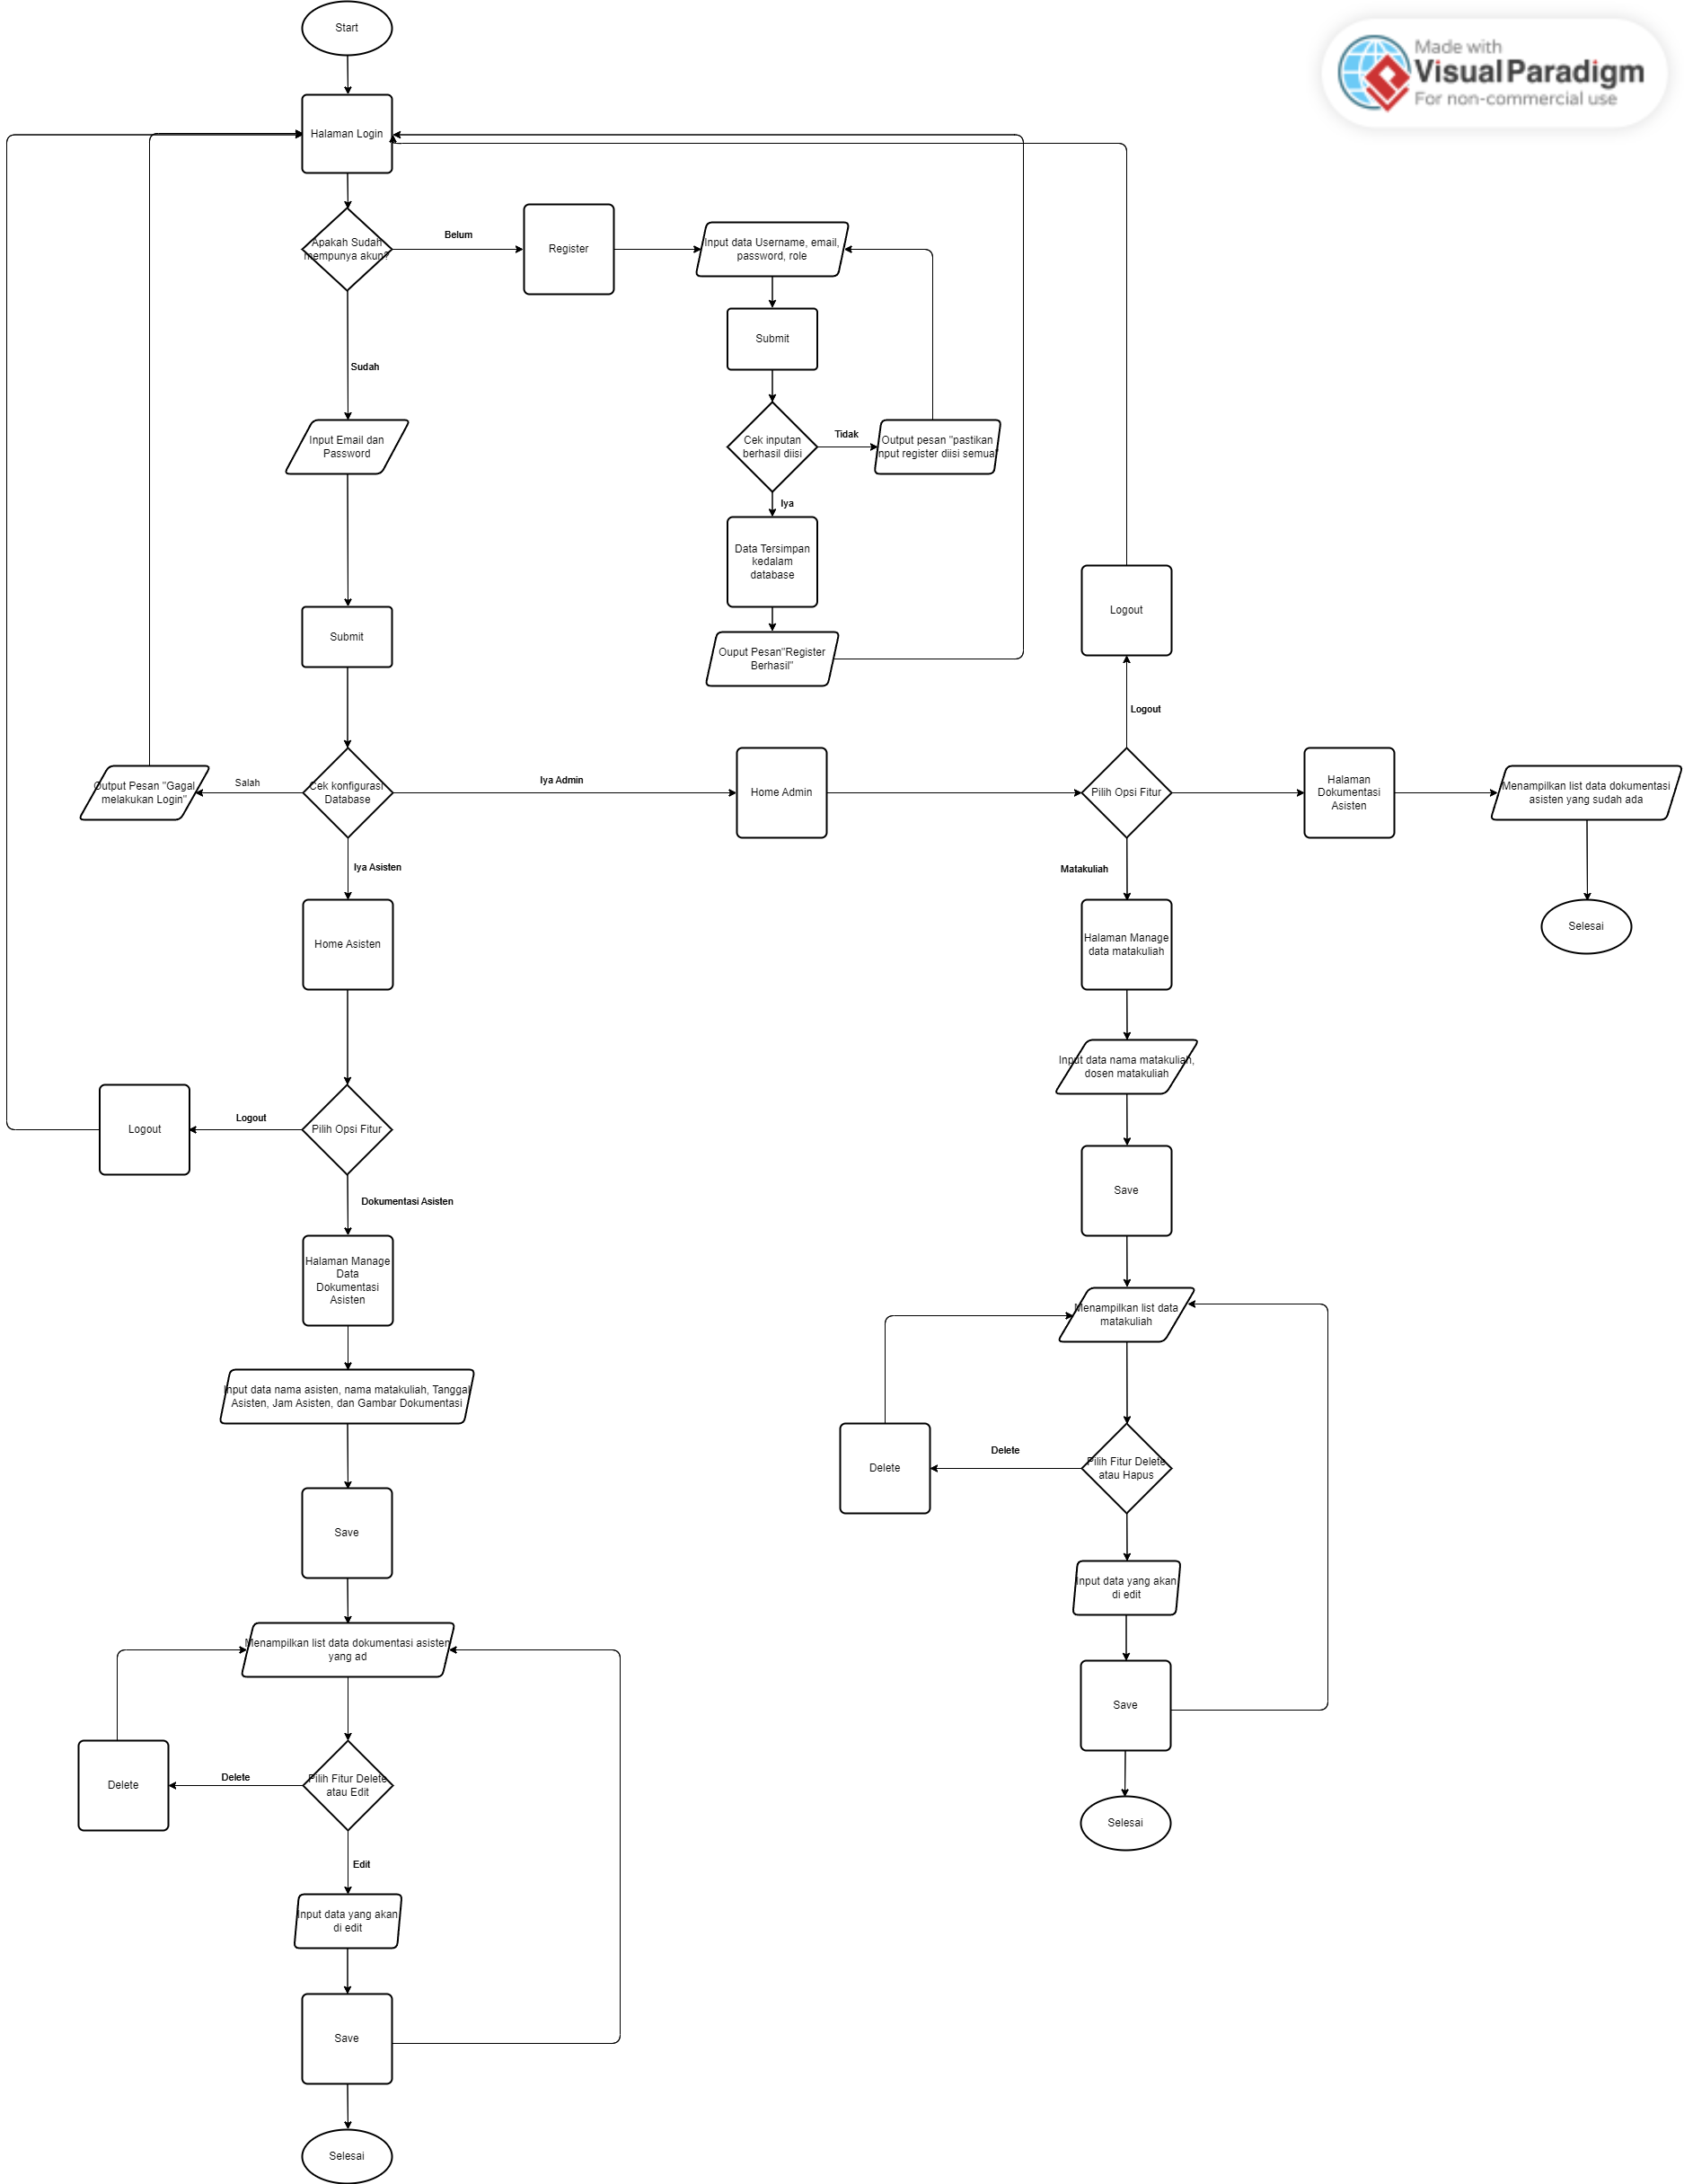 Start
Made with
Visual Paradigm
For non-commercial use
Halaman Login
Apakah Sudah
mempunya akun?
Belum
Register
Input data Username, email,
password, role
Submit
Sudah
Input Email dan
Password
Cek inputan
berhasil diisi
Tidak
Output pesan "pastikan
input register diisi semua"
Iya
Data Tersimpan
kedalam
database
Ouput Pesan"Register
Berhasil"
Submit
Logout
Logout
Output Pesan "Gagal
melakukan Login"
Salah
Cek konfigurasi
Database
Iya Admin
Home Admin
Pilih Opsi Fitur
Halaman
Dokumentasi
Asisten
Menampilkan list data dokumentasi
asisten yang sudah ada
Selesai
Iya Asisten
Home Asisten
Matakuliah
Halaman Manage
data matakuliah
Input data nama matakuliah,
dosen matakuliah
Save
Logout
Logout
Pilih Opsi Fitur
Dokumentasi Asisten
Halaman Manage
Data
Dokumentasi
Asisten
Input data nama asisten, nama matakuliah, Tanggal
Asisten, Jam Asisten, dan Gambar Dokumentasi
Save
Menampilkan list data
matakuliah
Delete
Delete
Pilih Fitur Delete
atau Hapus
Input data yang akan
di edit
Save
Selesai
Menampilkan list data dokumentasi asisten
yang ad
Delete
Delete
Pilih Fitur Delete
atau Edit
Edit
Input data yang akan
di edit
Save
Selesai